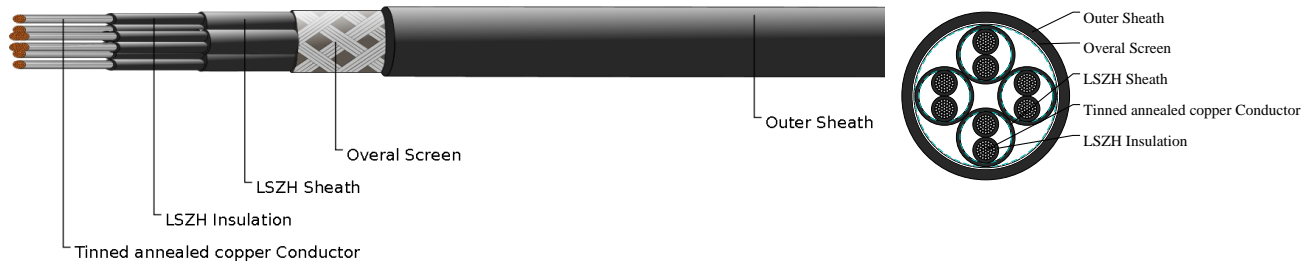 Outer Sheath
Overal Screen
LSZH Sheath
LSZH Insulation
Tinned annealed copper Conductor
Outer Sheath
Overal Screen
LSZH Sheath
Tinned annealed copper Conductor
LSZH Insulation